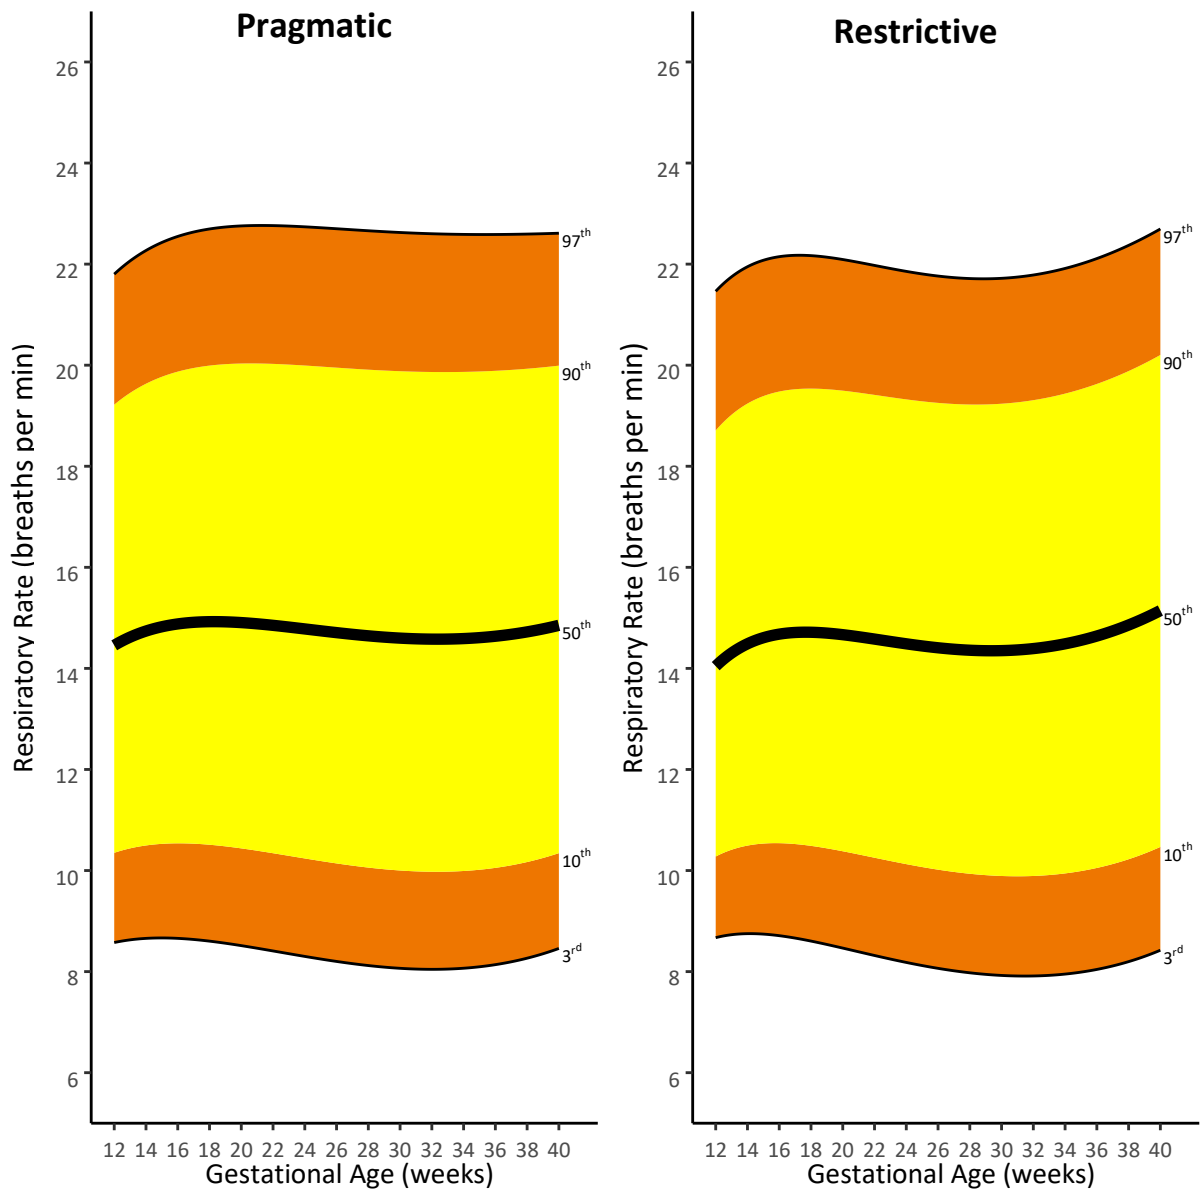 Pragmatic
Respiratory Rate (breaths per min)
26
24
22
20
18
16
14
12
10
8
6
97th
90th
50th
10th
3rd
12 14 16 18 20 22 24 26 28 30 32 34 36 38 40
Gestational Age (weeks)
Restrictive
Respiratory Rate (breaths per min)
26
24
22
20
18
16
14
12
10
8
6
97th
90th
50th
10th
3rd
12 14 16 18 20 22 24 26 28 30 32 34 36 38 40
Gestational Age (weeks)